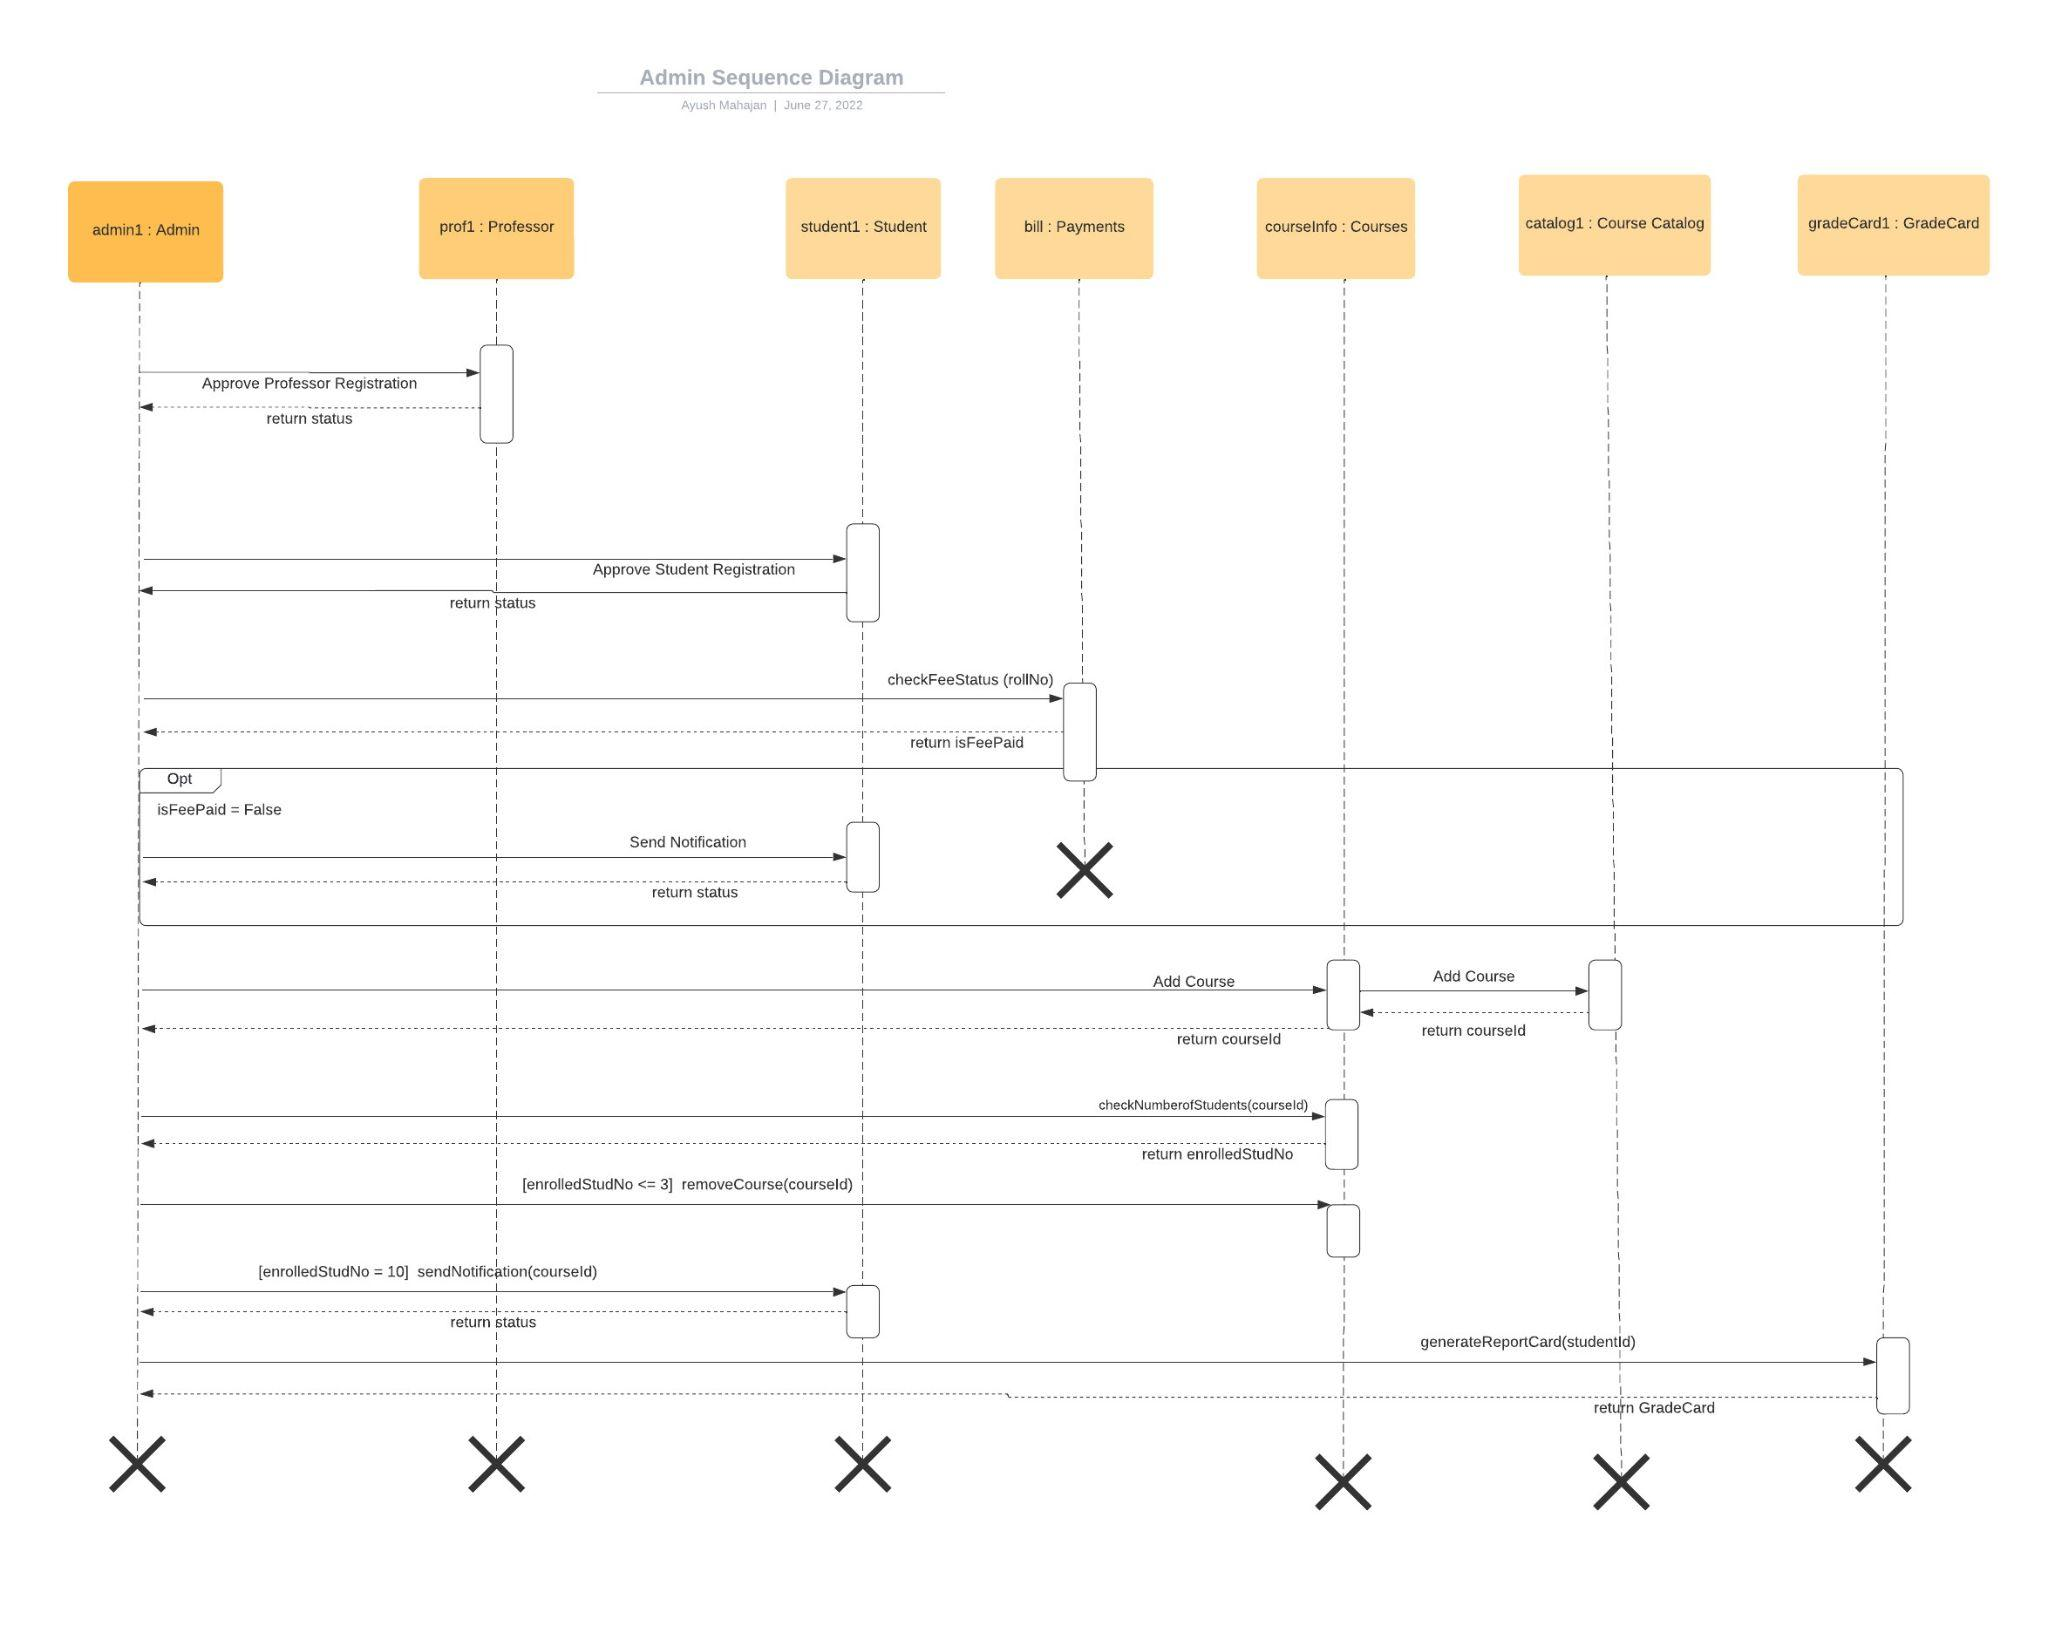 Admin Sequence Diagram
Ayush Mahajan | June 27, 2022
admin1 : Admin
prof1 : Professor
student1 : Student
bill : Payments
courseInfo : Courses
catalog1 : Course Catalog
gradeCard1 : GradeCard
Approve Professor Registration
return status
Approve Student Registration
return status
checkFeeStatus (rollNo)
return isFeePaid
Opt
isFeePaid = False
Send Notification
return status
Add Course
Add Course
return courseId
return courseId
checkNumberofStudents(courseId)
return enrolledStudNo
[enrolledStudNo <= 3] removeCourse(courseId)
[enrolledStudNo = 10] sendNotification(courseId)
return status
generateReportCard(studentId)
return GradeCard